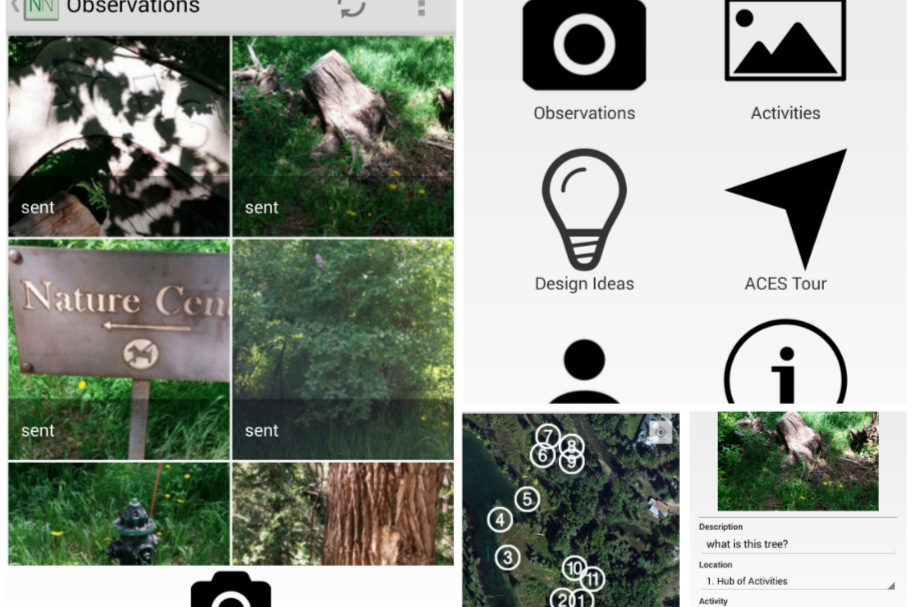 NN Observations
sent
sent
Nature Cen
sent
sent
Observations
Activities
Design Ideas
ACES Tour
i
7
8
6
9
5
4
3
10
11
2
1
Description
what is this tree?
Location
1. Hub of Activities
Activity